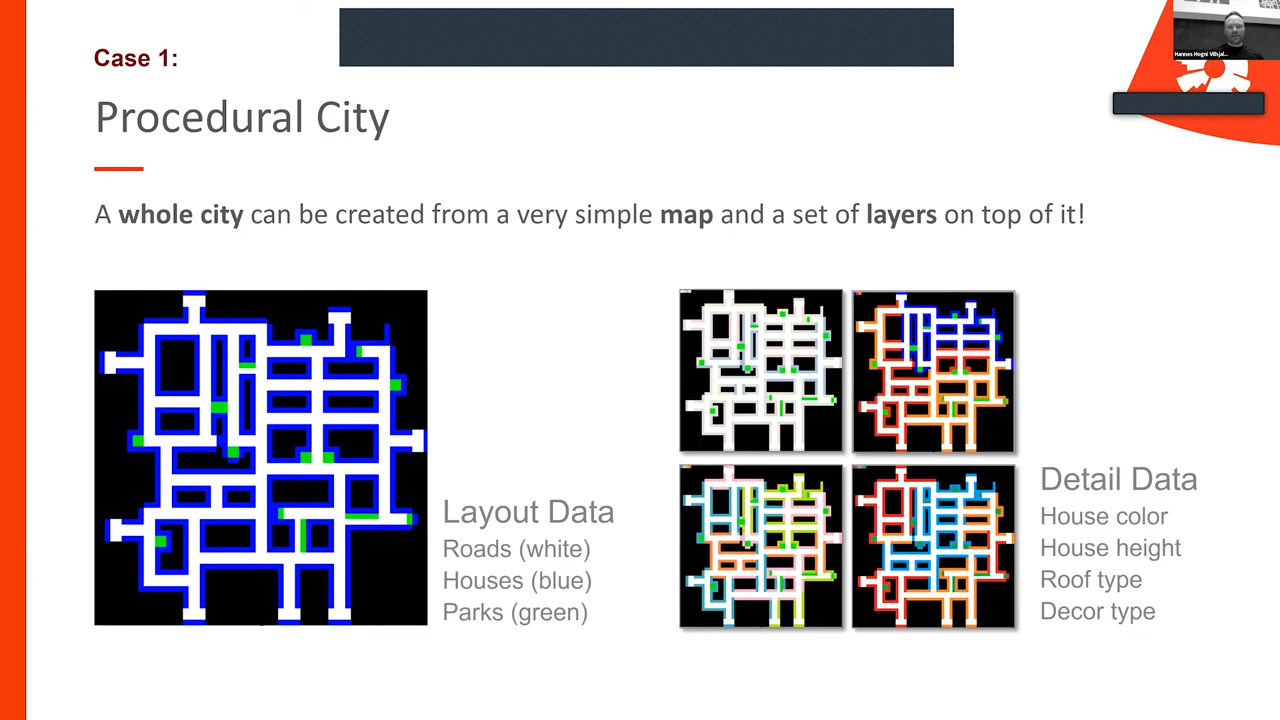 Case 1:
Procedural City
A whole city can be created from a very simple map and a set of layers on top of it!
Layout Data
Roads (white)
Houses (blue)
Parks (green)
Detail Data
House color
House height
Roof type
Decor type